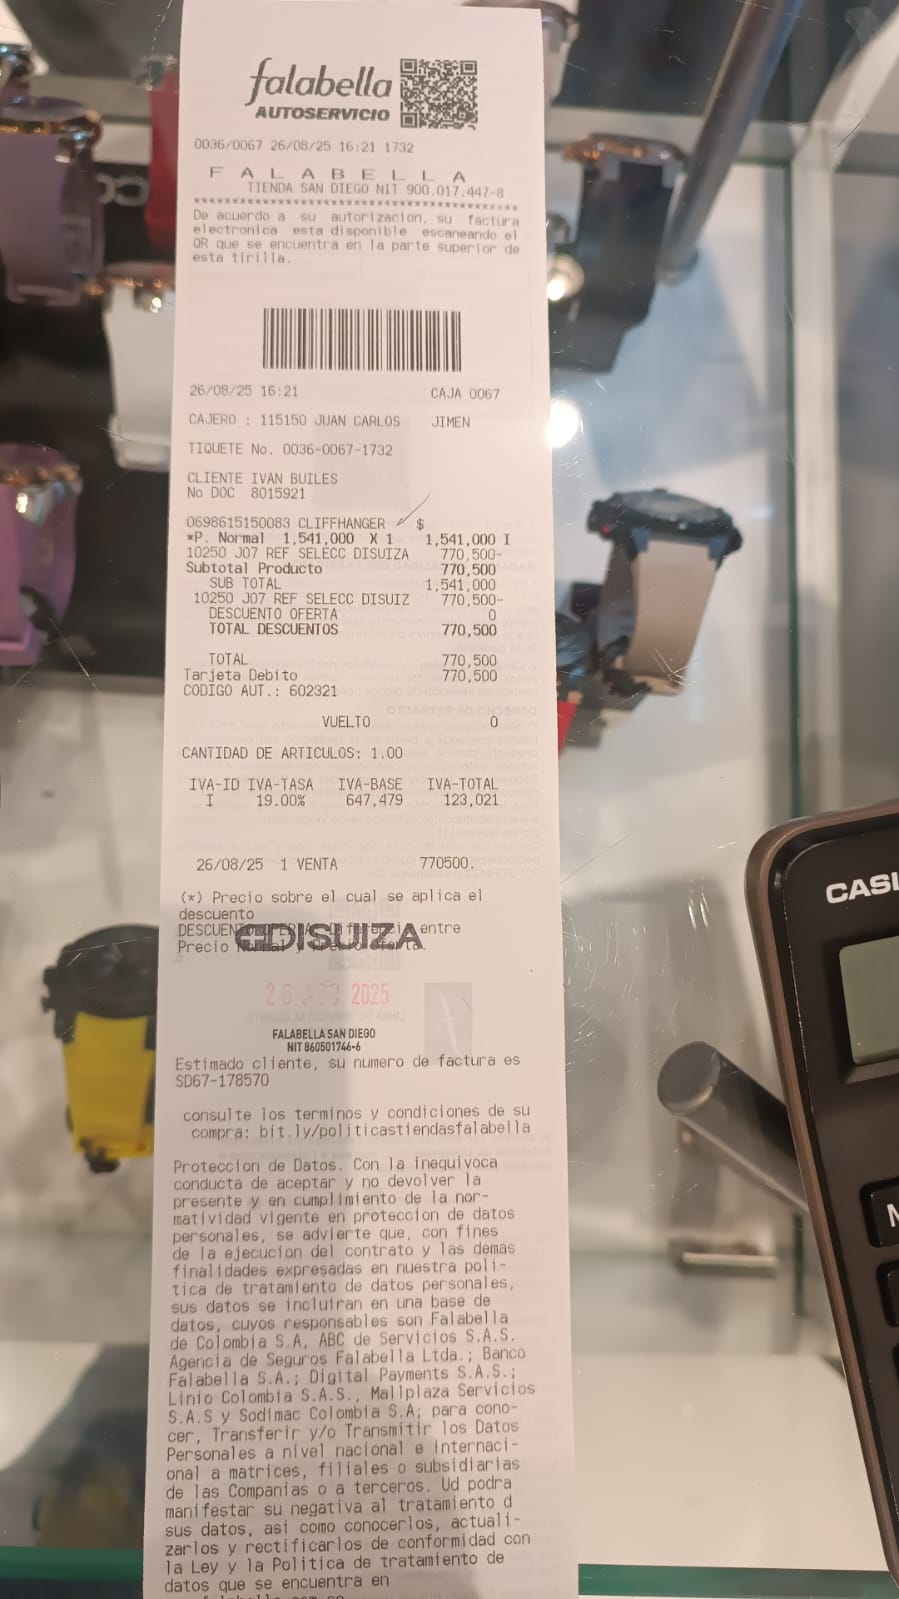 falabella
AUTOSERVICIO
0036/0067 26/08/25 16:21 1732
F A L A B E L L A
TIENDA SAN DIEGO NIT 900.017.447-8
****************************************
De acuerdo a su autorizacion, su factura
electronica esta disponible escaneando el
QR que se encuentra en la parte superior de
esta tirilla.
26/08/25 16:21 CAJA 0067
CAJERO : 115150 JUAN CARLOS JIMEN
TIQUETE No. 0036-0067-1732
CLIENTE IVAN BUILES
No DOC 8015921
0698615150083 CLIFFHANGER $
*P. Normal 1,541,000 X 1 1,541,000 I
10250 J07 REF SELECC DISUIZA 770,500-
Subtotal Producto 770,500
SUB TOTAL 1,541,000
10250 J07 REF SELECC DISUIZ 770,500-
DESCUENTO OFERTA 0
TOTAL DESCUENTOS 770,500
TOTAL 770,500
Tarjeta Debito 770,500
CODIGO AUT.: 602321
VUELTO 0
CANTIDAD DE ARTICULOS: 1.00
IVA-ID IVA-TASA IVA-BASE IVA-TOTAL
I 19.00% 647,479 123,021
26/08/25 1 VENTA 770500.
(*) Precio sobre el cual se aplica el
descuento
DESCUENTO OFERTA: Diferencia entre
Precio Normal y Precio Oferta.
DISUIZA
26 AGO 2025
FALABELLA SAN DIEGO
NIT 860501746-6
Estimado cliente, su numero de factura es
SD67-178570
consulte los terminos y condiciones de su
compra: bit.ly/politicastiendasfalabella
Proteccion de Datos. Con la inequivoca
conducta de aceptar y no devolver la
presente y en cumplimiento de la nor-
matividad vigente en proteccion de datos
personales, se advierte que, con fines
de la ejecucion del contrato y las demas
finalidades expresadas en nuestra poli-
tica de tratamiento de datos personales,
sus datos se incluiran en una base de
datos, cuyos responsables son Falabella
de Colombia S.A, ABC de Servicios S.A.S.
Agencia de Seguros Falabella Ltda.; Banco
Falabella S.A.; Digital Payments S.A.S.;
Linio Colombia S.A.S., Mallplaza Servicios
S.A.S y Sodimac Colombia S.A; para cono-
cer, Transferir y/o Transmitir los Datos
Personales a nivel nacional e internaci-
onal a matrices, filiales o subsidiarias
de las Companias o a terceros. Ud podra
manifestar su negativa al tratamiento d
sus datos, asi como conocerlos, actuali-
zarlos y rectificarlos de conformidad con
la Ley y la Politica de tratamiento de
datos que se encuentra en
CASI